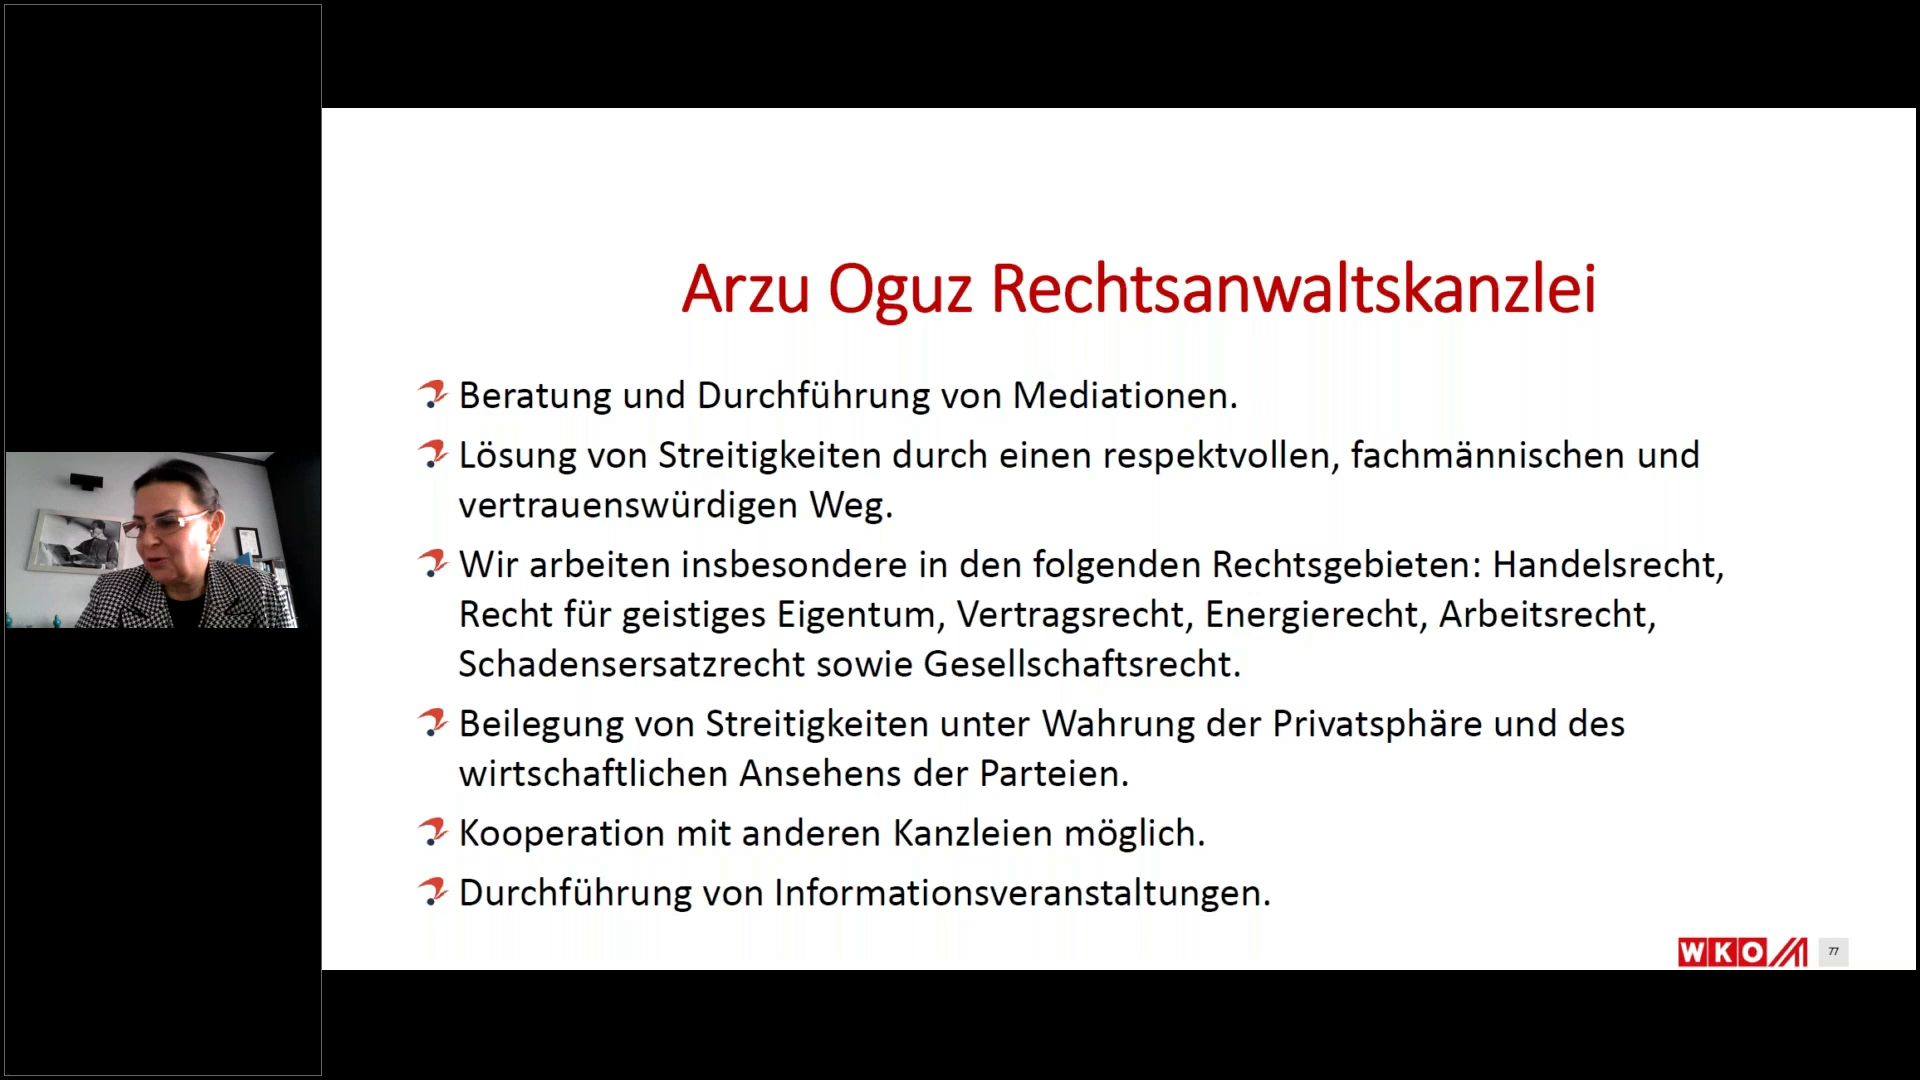 Arzu Oguz Rechtsanwaltskanzlei
Beratung und Durchführung von Mediationen.
Lösung von Streitigkeiten durch einen respektvollen, fachmännischen und
vertrauenswürdigen Weg.
Wir arbeiten insbesondere in den folgenden Rechtsgebieten: Handelsrecht,
Recht für geistiges Eigentum, Vertragsrecht, Energierecht, Arbeitsrecht,
Schadensersatzrecht sowie Gesellschaftsrecht.
Beilegung von Streitigkeiten unter Wahrung der Privatsphäre und des
wirtschaftlichen Ansehens der Parteien.
Kooperation mit anderen Kanzleien möglich.
Durchführung von Informationsveranstaltungen.
WKO 77